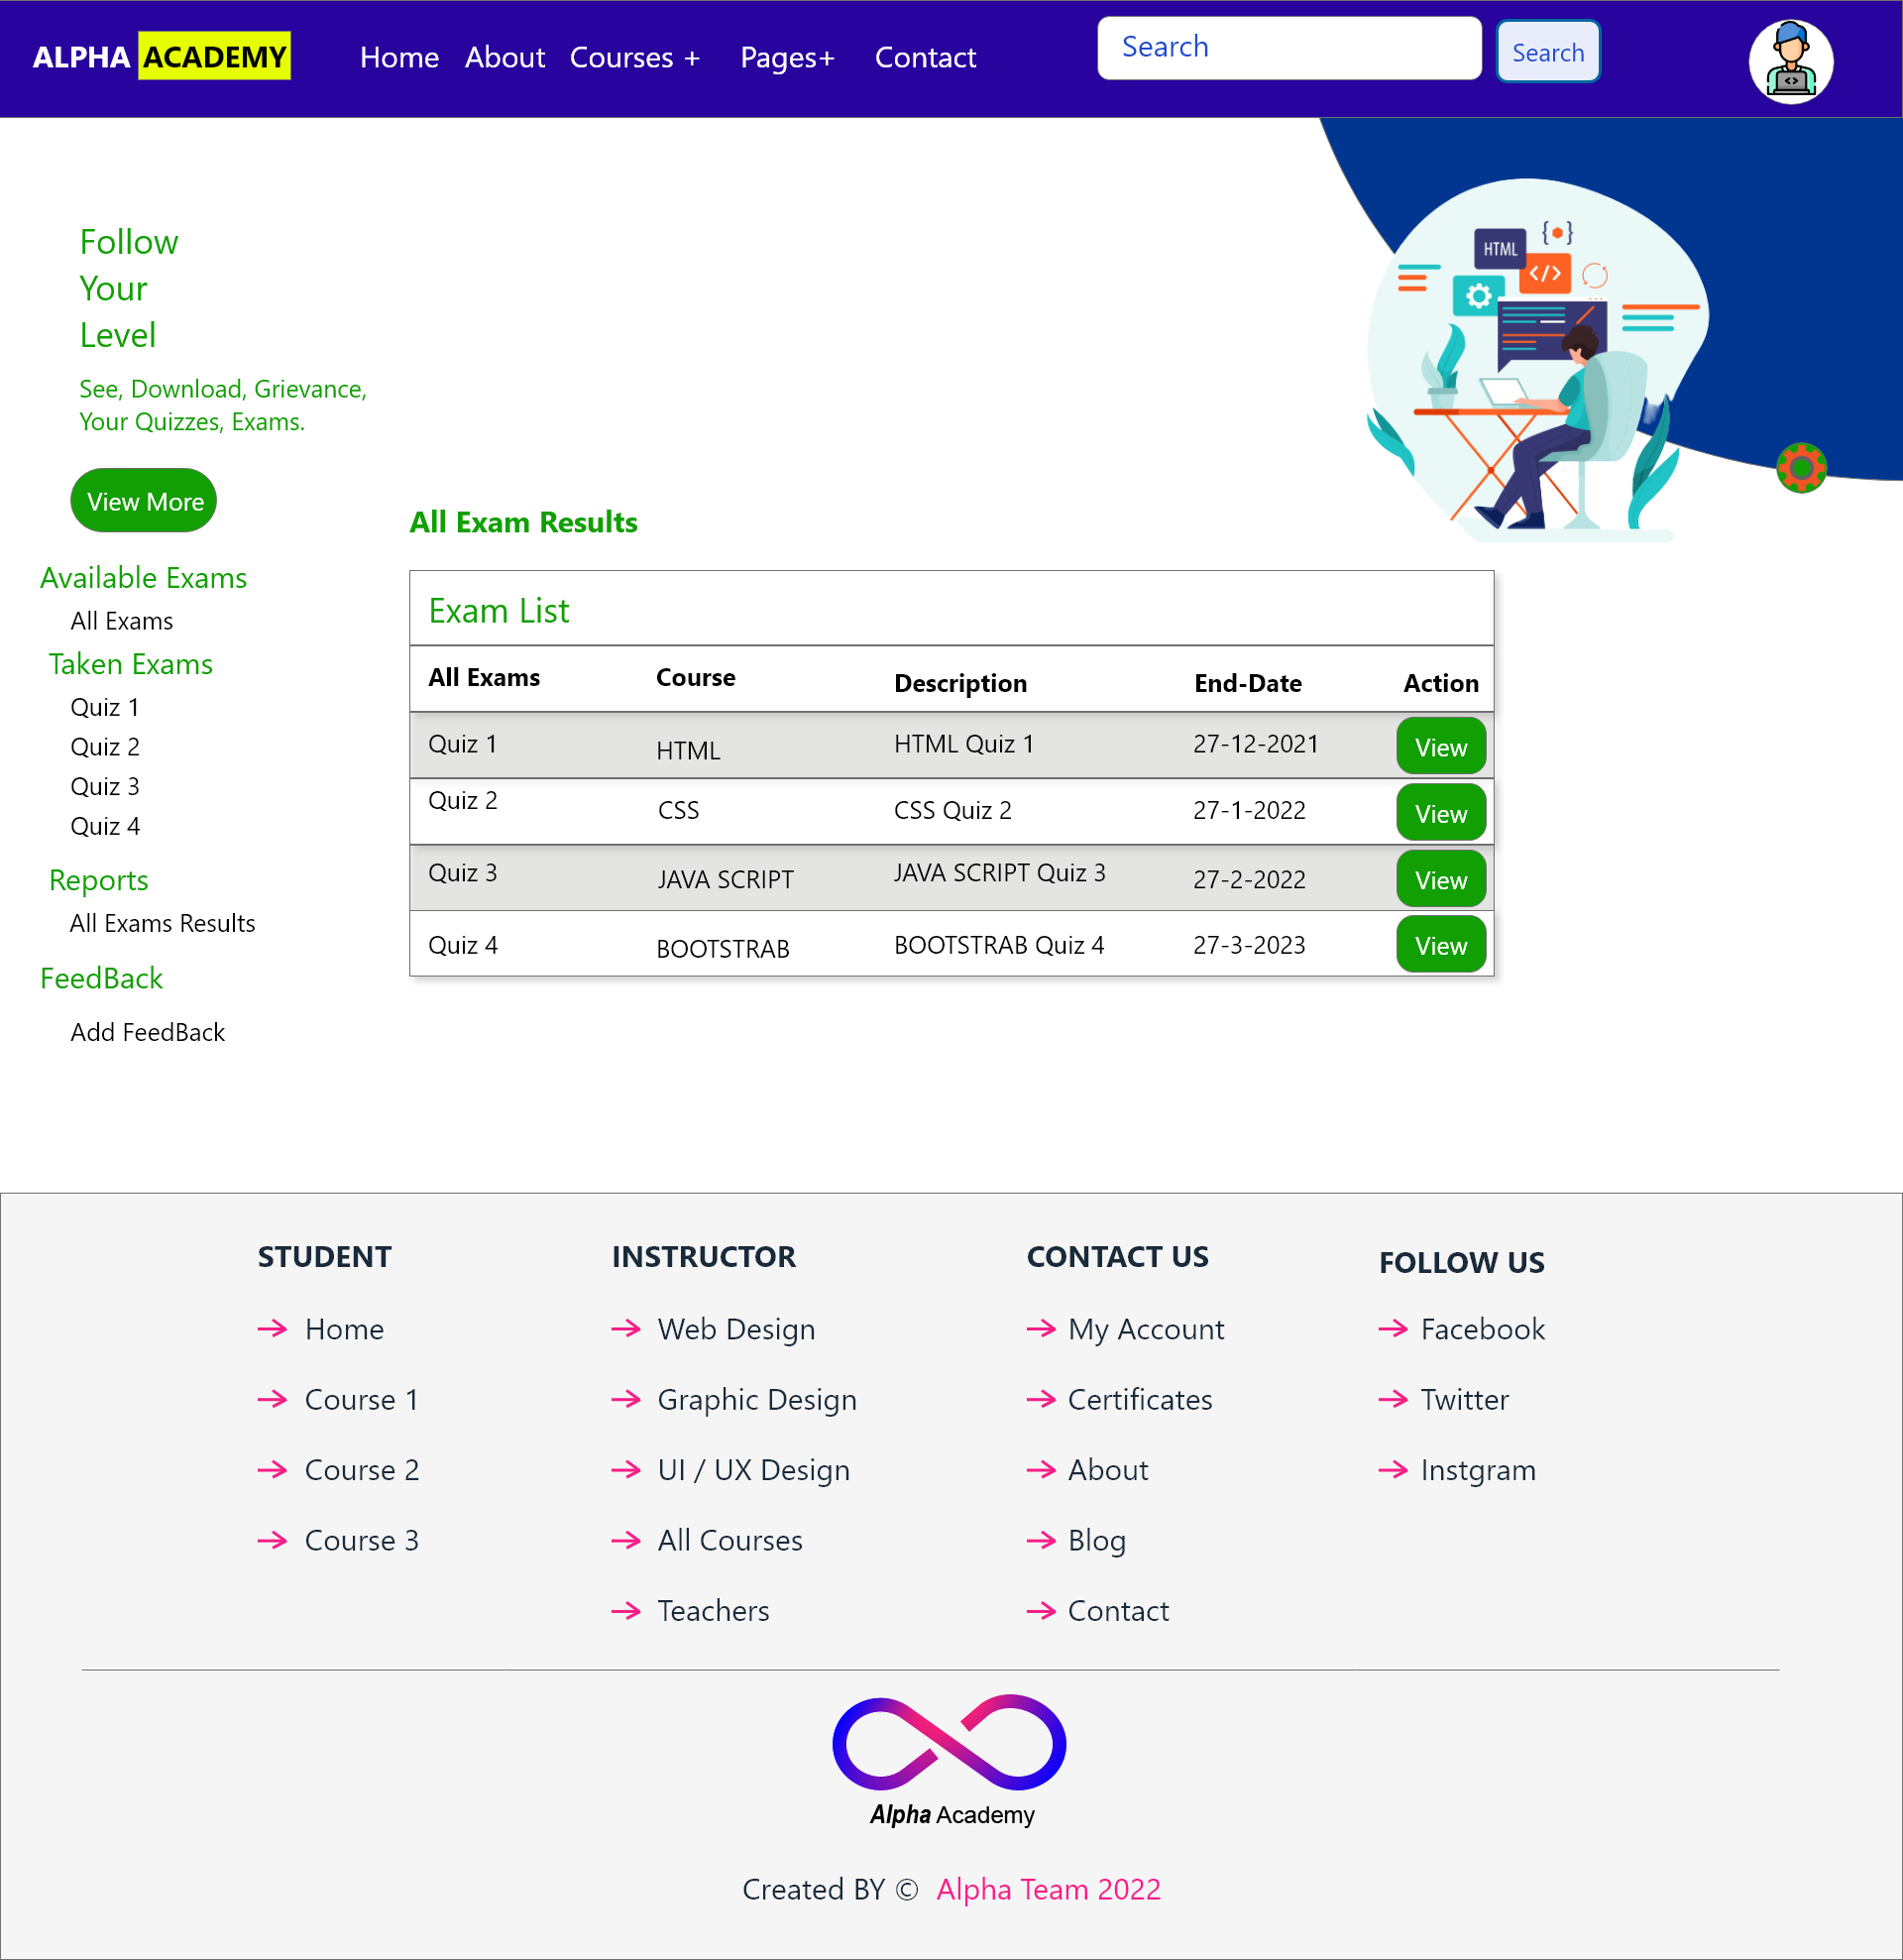 ALPHA ACADEMY Home About Courses + Pages+ Contact Search Search
HTML
Follow
Your
Level
See, Download, Grievance,
Your Quizzes, Exams.
View More
Available Exams
All Exams
Taken Exams
Quiz 1
Quiz 2
Quiz 3
Quiz 4
Reports
All Exams Results
FeedBack
Add FeedBack
All Exam Results
Exam List
All Exams Course Description End-Date Action
Quiz 1 HTML HTML Quiz 1 27-12-2021 View
Quiz 2 CSS CSS Quiz 2 27-1-2022 View
Quiz 3 JAVA SCRIPT JAVA SCRIPT Quiz 3 27-2-2022 View
Quiz 4 BOOTSTRAB BOOTSTRAB Quiz 4 27-3-2023 View
STUDENT
Home
Course 1
Course 2
Course 3
INSTRUCTOR
Web Design
Graphic Design
UI / UX Design
All Courses
Teachers
CONTACT US
My Account
Certificates
About
Blog
Contact
FOLLOW US
Facebook
Twitter
Instgram
Alpha Academy
Created BY © Alpha Team 2022